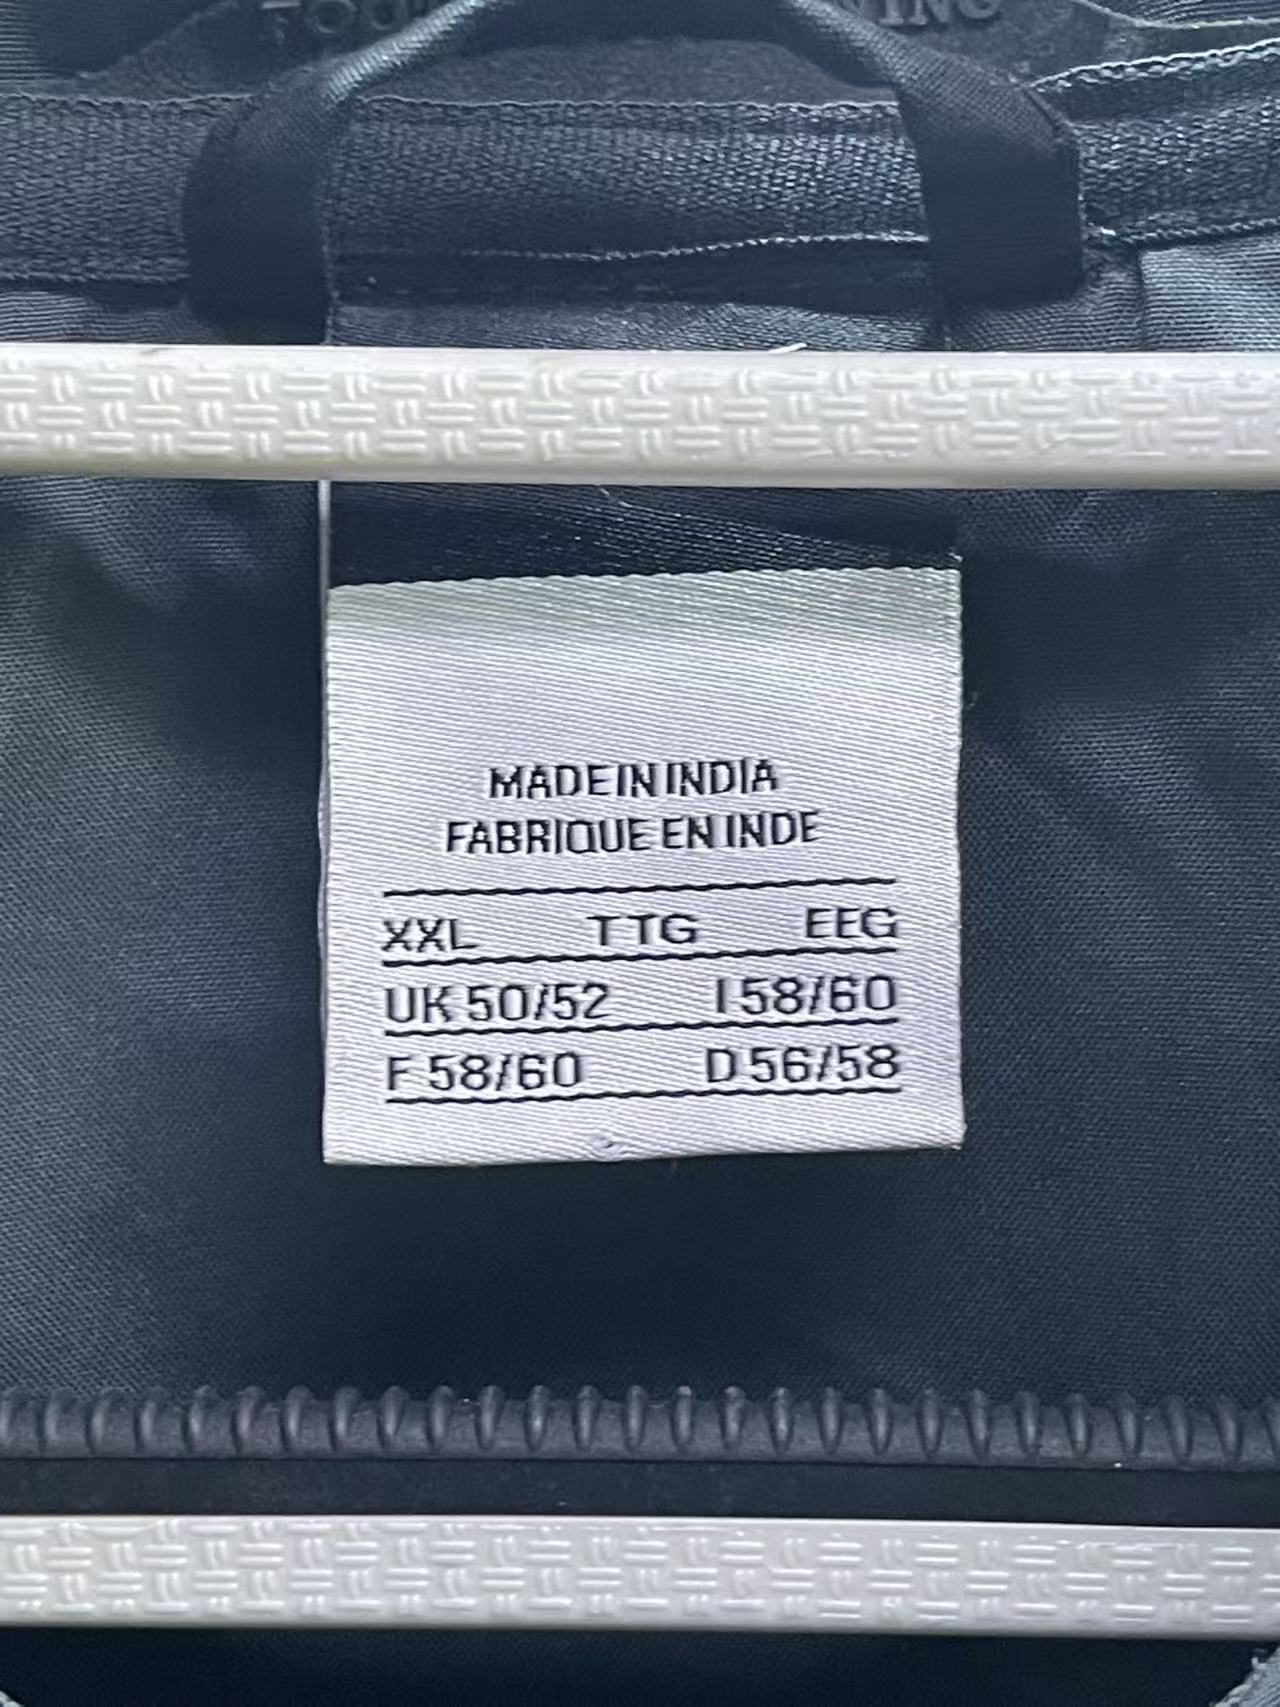 MADE IN INDIA
FABRIQUE EN INDE
XXL TTG EEG
UK 50/52 I 58/60
F 58/60 D 56/58